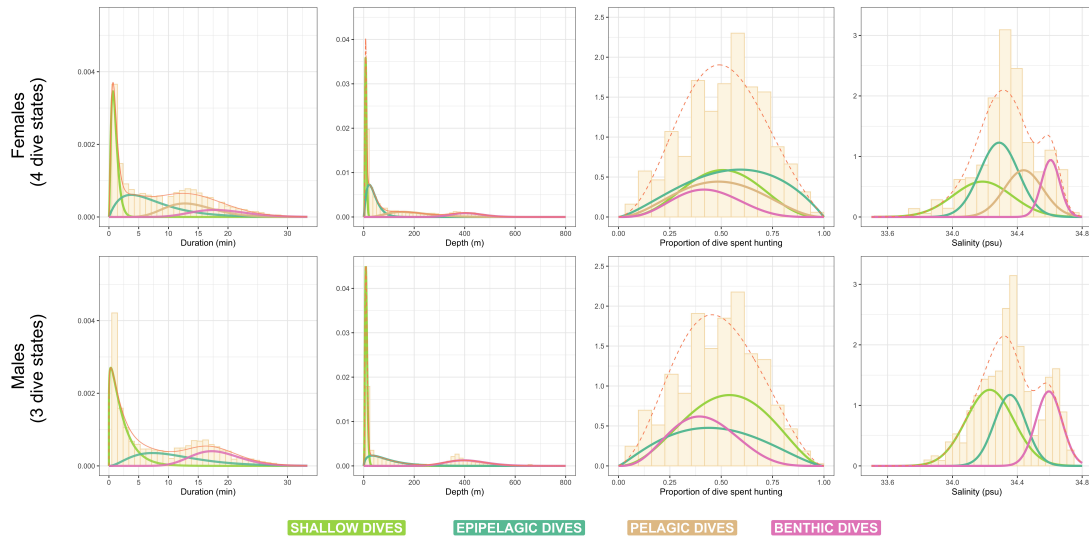 Females
(4 dive states)
0.004
0.002
0.000
0 10 20 30
Duration (min)
0.04
0.03
0.02
0.01
0.00
0 200 400 600 800
Depth (m)
2.5
2.0
1.5
1.0
0.5
0.0
0.00 0.25 0.50 0.75 1.00
Proportion of dive spent hunting
3
2
1
0
33.6 34.0 34.4 34.8
Salinity (psu)
Males
(3 dive states)
0.004
0.002
0.000
0 10 20 30
Duration (min)
0.04
0.03
0.02
0.01
0.00
0 200 400 600 800
Depth (m)
2.5
2.0
1.5
1.0
0.5
0.0
0.00 0.25 0.50 0.75 1.00
Proportion of dive spent hunting
3
2
1
0
33.6 34.0 34.4 34.8
Salinity (psu)
SHALLOW DIVES EPIPELAGIC DIVES PELAGIC DIVES BENTHIC DIVES